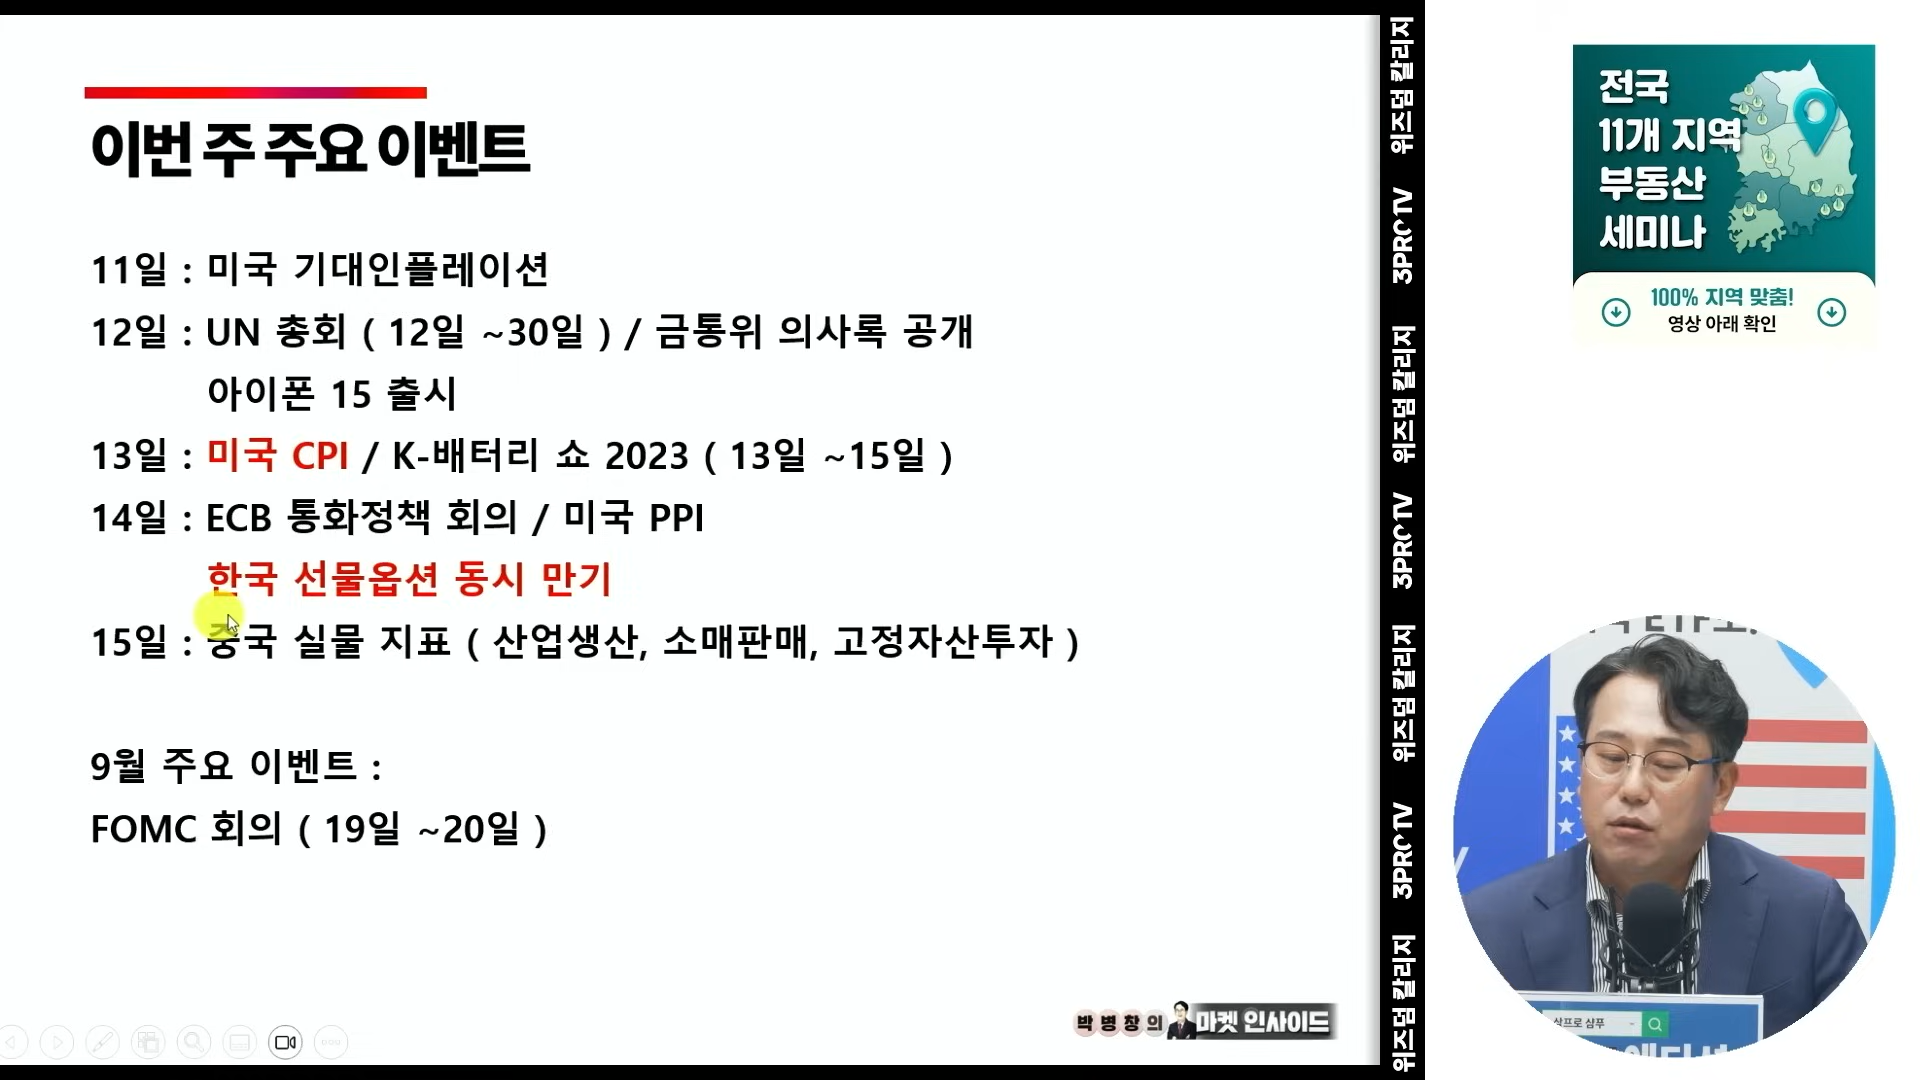 이번 주 주요 이벤트
11일 : 미국 기대인플레이션
12일 : UN 총회 ( 12일 ~30일 ) / 금통위 의사록 공개
아이폰 15 출시
13일 : 미국 CPI / K-배터리 쇼 2023 ( 13일 ~15일 )
14일 : ECB 통화정책 회의 / 미국 PPI
한국 선물옵션 동시 만기
15일 : 중국 실물 지표 ( 산업생산, 소매판매, 고정자산투자 )
9월 주요 이벤트 :
FOMC 회의 ( 19일 ~20일 )
박병창의 마켓 인사이드
위즈덤 칼리지
3PROTV
위즈덤 칼리지
3PROTV
위즈덤 칼리지
3PROTV
위즈덤 칼리지
전국
11개 지역
부동산
세미나
100% 지역 맞춤!
영상 아래 확인
삼프로 샴푸